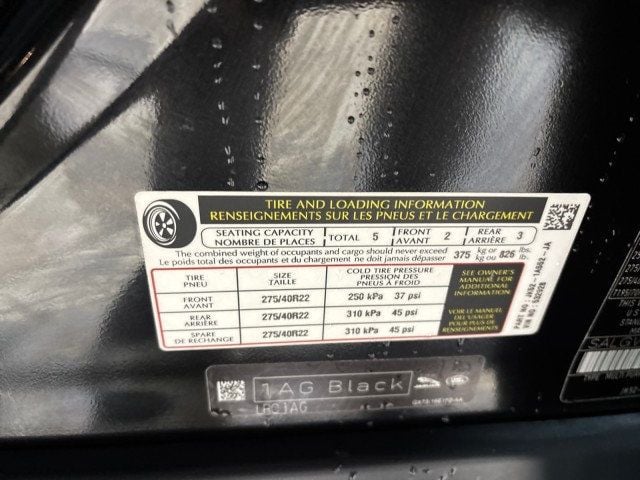 TIRE AND LOADING INFORMATION
RENSEIGNEMENTS SUR LES PNEUS ET LE CHARGEMENT
SEATING CAPACITY
NOMBRE DE PLACES
TOTAL 5
FRONT
AVANT 2
REAR
ARRIÈRE 3
The combined weight of occupants and cargo should never exceed
Le poids total des occupants et du chargement ne doit jamais dépasser
375 kg or
kg ou 826 lbs.
lb.
TIRE
PNEU
SIZE
TAILLE
COLD TIRE PRESSURE
PRESSION DES
PNEUS À FROID
FRONT
AVANT
275/40R22
250 kPa 37 psi
REAR
ARRIÈRE
275/40R22
310 kPa 45 psi
SPARE
DE RECHANGE
275/40R22
310 kPa 45 psi
SEE OWNER'S
MANUAL FOR
ADDITIONAL
INFORMATION
VOIR LE MANUEL
DE L'USAGER
POUR PLUS DE
RENSEIGNEMENTS
1AG Black
LRC1AG